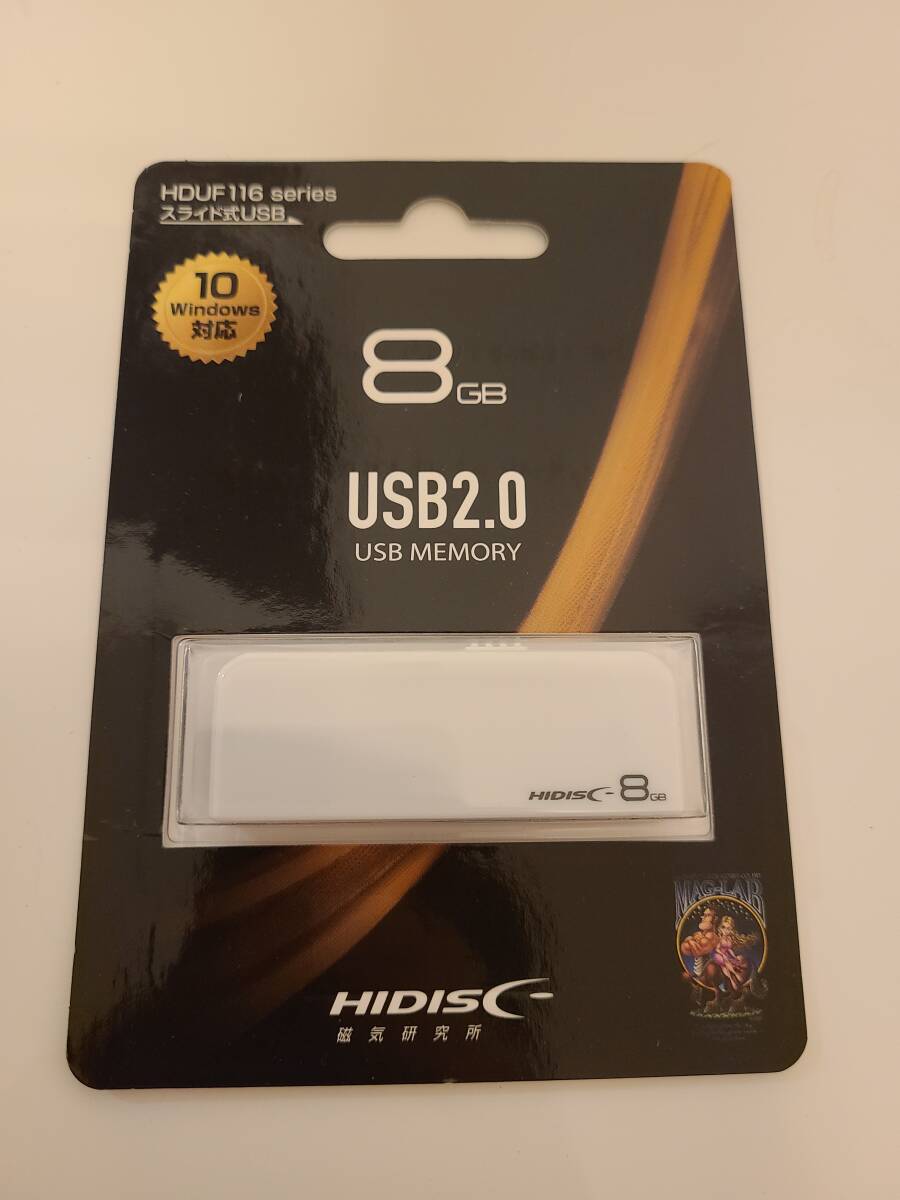 HDUF116 series
スライド式USB
10
Windows
対応
8GB
USB2.0
USB MEMORY
HIDISC 8GB
MAG-LAB
HIDISC
磁気研究所